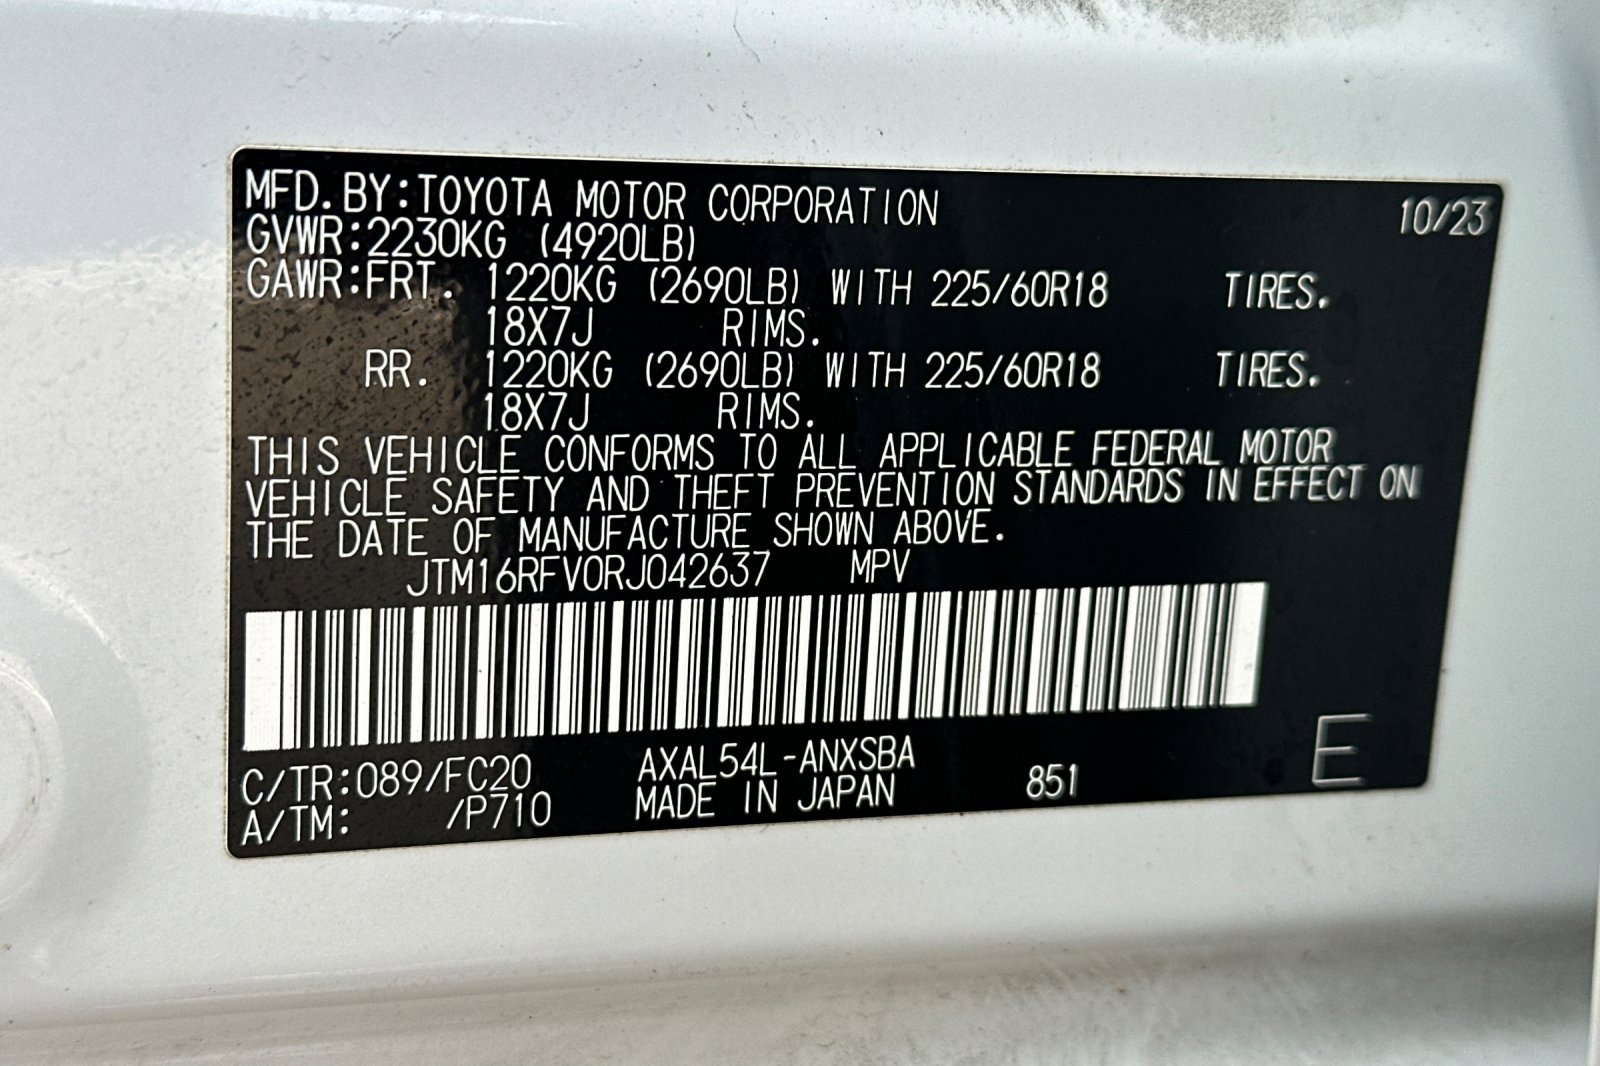 MFD.BY:TOYOTA MOTOR CORPORATION 10/23
GVWR:2230KG (4920LB)
GAWR:FRT. 1220KG (2690LB) WITH 225/60R18 TIRES.
18X7J RIMS.
RR. 1220KG (2690LB) WITH 225/60R18 TIRES.
18X7J RIMS.
THIS VEHICLE CONFORMS TO ALL APPLICABLE FEDERAL MOTOR
VEHICLE SAFETY AND THEFT PREVENTION STANDARDS IN EFFECT ON
THE DATE OF MANUFACTURE SHOWN ABOVE.
JTM16RFV0RJ042637 MPV
C/TR:089/FC20 AXAL54L-ANXSBA
A/TM: /P710 MADE IN JAPAN 851 E